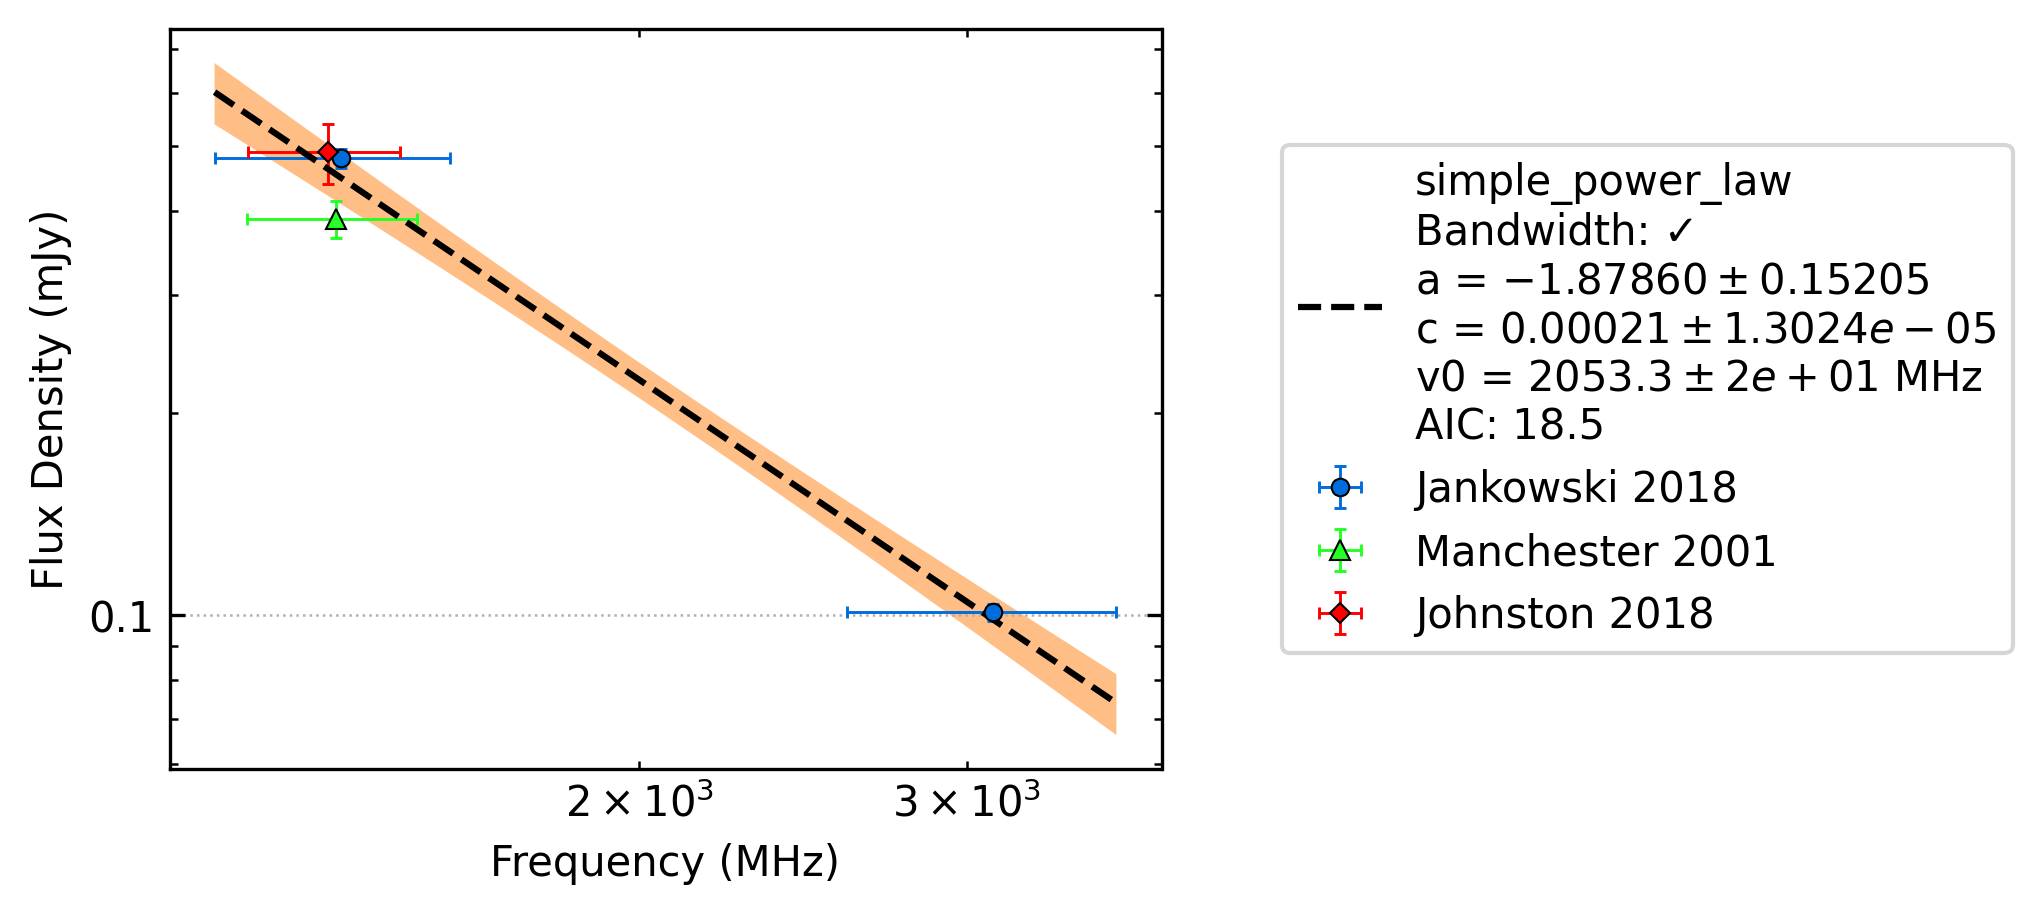 Flux Density (mJy)
0.1
2 × 10³
3 × 10³
Frequency (MHz)
simple_power_law
Bandwidth: ✓
a = −1.87860 ± 0.15205
c = 0.00021 ± 1.3024e − 05
v0 = 2053.3 ± 2e + 01 MHz
AIC: 18.5
Jankowski 2018
Manchester 2001
Johnston 2018